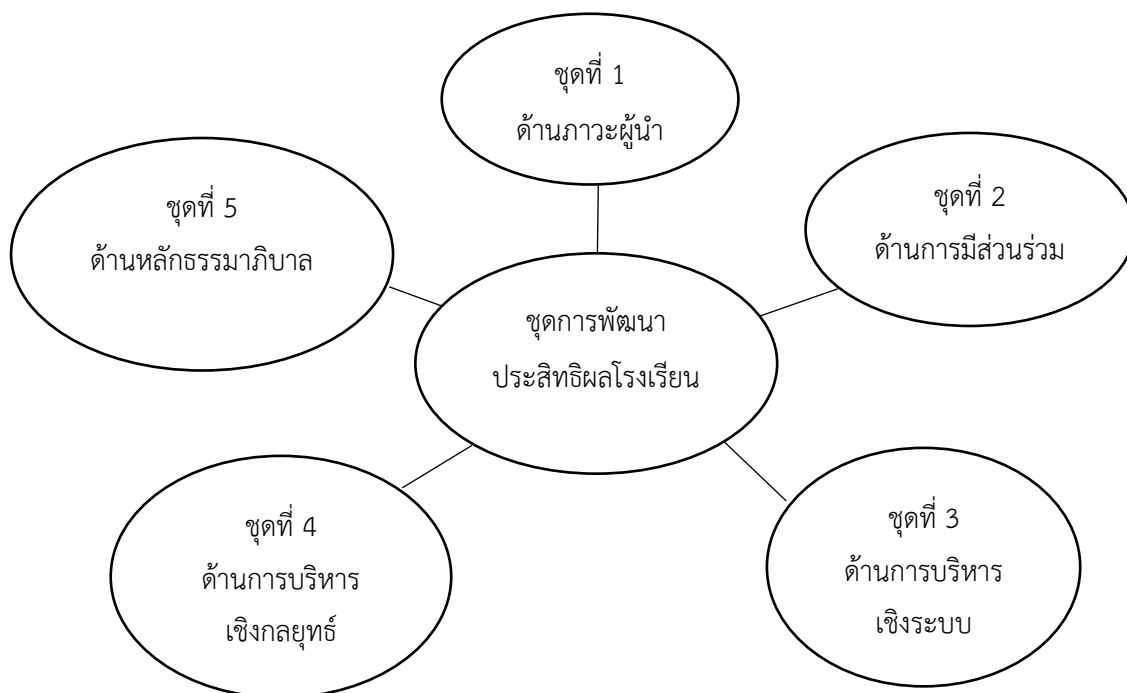 ชุดที่ 1
ด้านภาวะผู้นำ
ชุดที่ 2
ด้านการมีส่วนร่วม
ชุดที่ 5
ด้านหลักธรรมาภิบาล
ชุดการพัฒนา
ประสิทธิผลโรงเรียน
ชุดที่ 3
ด้านการบริหาร
เชิงระบบ
ชุดที่ 4
ด้านการบริหาร
เชิงกลยุทธ์